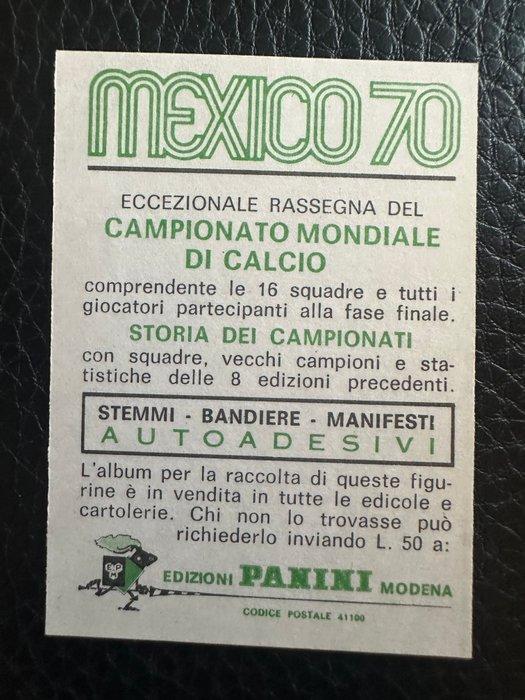 MEXICO 70
ECCEZIONALE RASSEGNA DEL
CAMPIONATO MONDIALE
DI CALCIO
comprendente le 16 squadre e tutti i
giocatori partecipanti alla fase finale.
STORIA DEI CAMPIONATI
con squadre, vecchi campioni e sta-
tistiche delle 8 edizioni precedenti.
STEMMI - BANDIERE - MANIFESTI
AUTOADESIVI
L'album per la raccolta di queste figu-
rine è in vendita in tutte le edicole e
cartolerie. Chi non lo trovasse può
richiederlo inviando L. 50 a:
EDIZIONI PANINI MODENA
CODICE POSTALE 41100